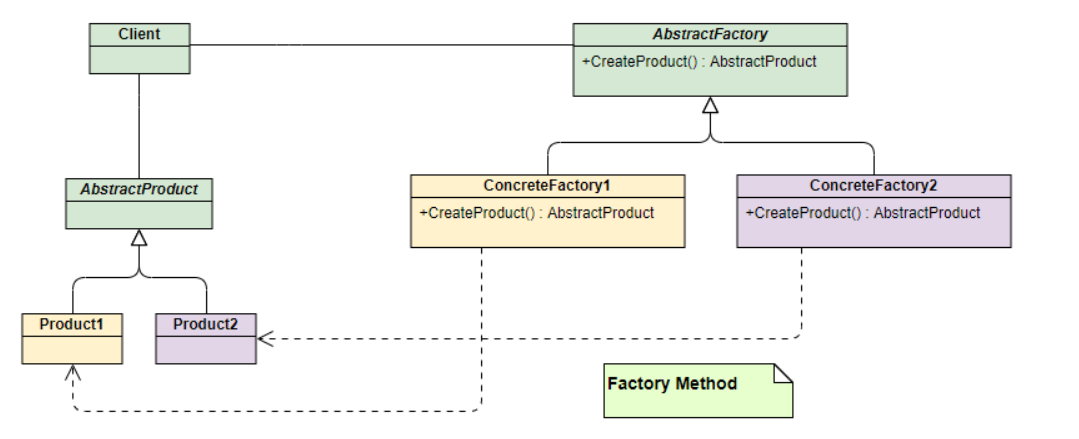 Client
AbstractFactory
+CreateProduct() : AbstractProduct
AbstractProduct
ConcreteFactory1
+CreateProduct() : AbstractProduct
ConcreteFactory2
+CreateProduct() : AbstractProduct
Product1
Product2
Factory Method